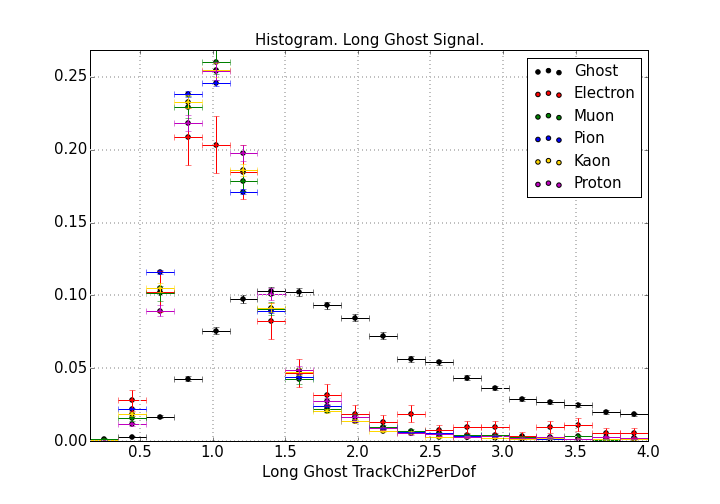 Histogram. Long Ghost Signal.
0.25
0.20
0.15
0.10
0.05
0.00
Ghost
Electron
Muon
Pion
Kaon
Proton
0.5 1.0 1.5 2.0 2.5 3.0 3.5 4.0
Long Ghost TrackChi2PerDof